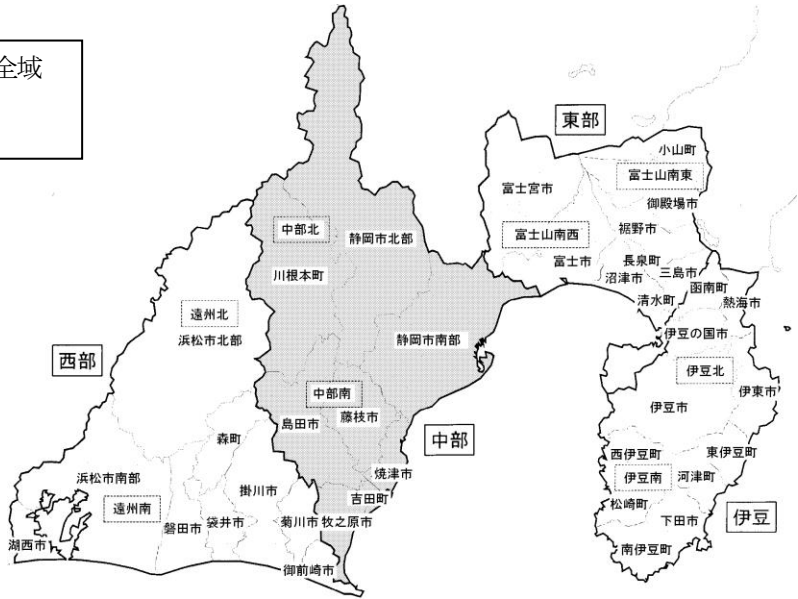 全域
東部
小山町
富士山南東
富士宮市
御殿場市
富士山南西
裾野市
中部北
静岡市北部
富士市
長泉町
沼津市
三島市
川根本町
函南町
清水町
熱海市
遠州北
伊豆の国市
浜松市北部
静岡市南部
西部
伊豆北
伊東市
中部南
伊豆市
藤枝市
島田市
中部
森町
西伊豆町
東伊豆町
焼津市
浜松市南部
伊豆南
河津町
掛川市
吉田町
松崎町
遠州南
磐田市
袋井市
菊川市
牧之原市
下田市
伊豆
湖西市
南伊豆町
御前崎市